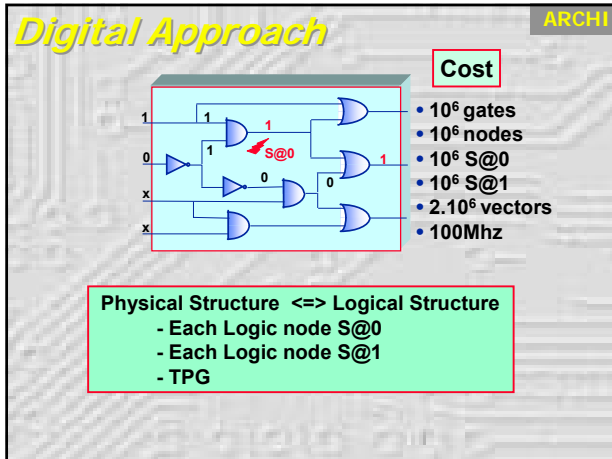 Digital Approach
ARCHI
Cost
• 10⁶ gates
• 10⁶ nodes
• 10⁶ S@0
• 10⁶ S@1
• 2.10⁶ vectors
• 100Mhz
1 1 1
S@0
0 1 1
0 0
x
x
Physical Structure <=> Logical Structure
- Each Logic node S@0
- Each Logic node S@1
- TPG